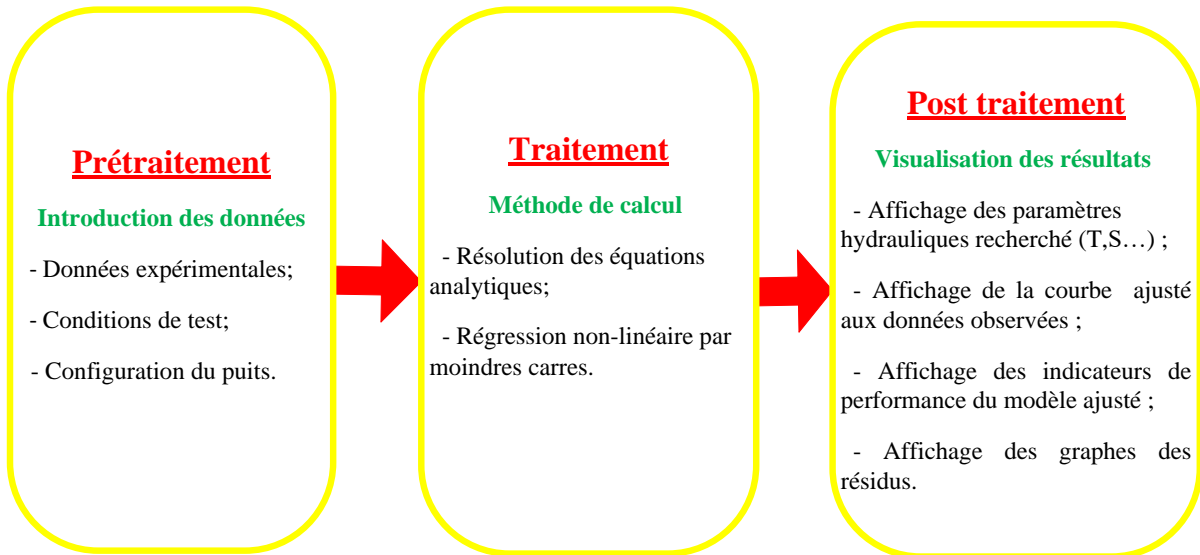 Prétraitement
Introduction des données
- Données expérimentales;
- Conditions de test;
- Configuration du puits.
Traitement
Méthode de calcul
- Résolution des équations
analytiques;
- Régression non-linéaire par
moindres carres.
Post traitement
Visualisation des résultats
- Affichage des paramètres
hydrauliques recherché (T,S…) ;
- Affichage de la courbe ajusté
aux données observées ;
- Affichage des indicateurs de
performance du modèle ajusté ;
- Affichage des graphes des
résidus.